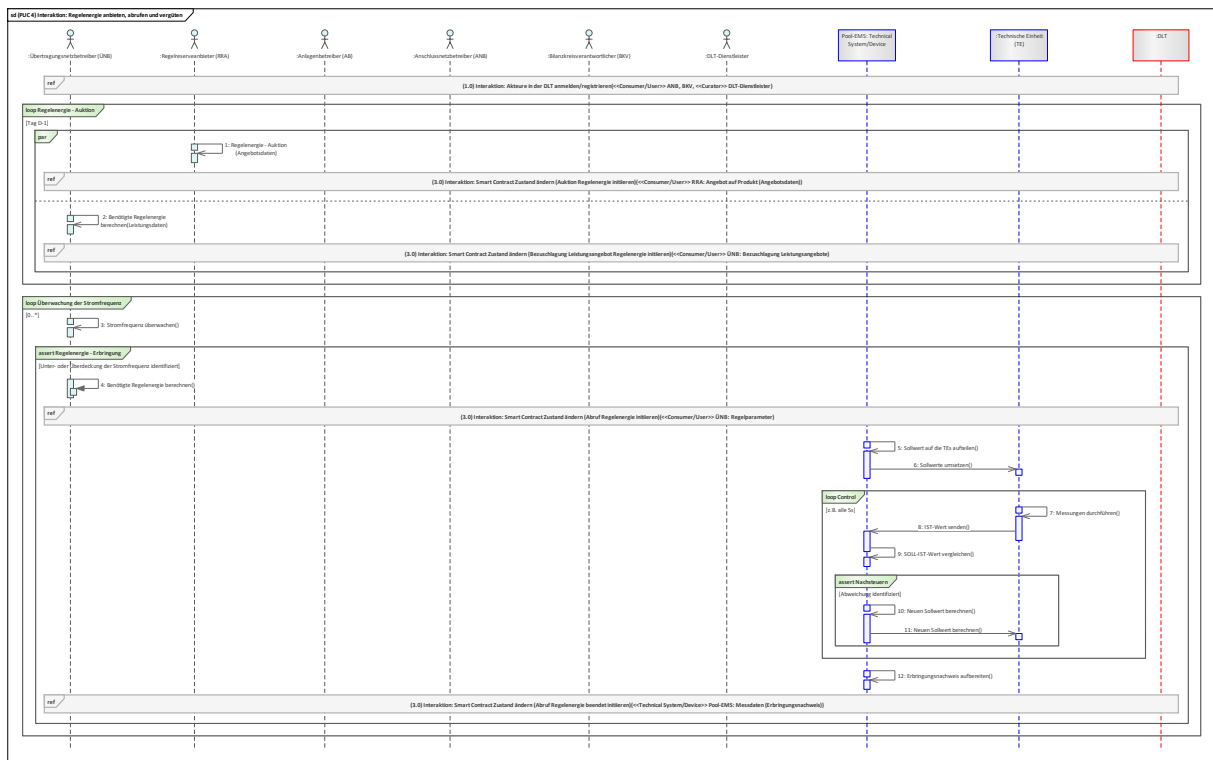 sd (PUC 4) Interaktion: Regelenergie anbieten, abrufen und vergüten
:Übertragungsnetzbetreiber (ÜNB)
:Regelreserveanbieter (RRA)
:Anlagenbetreiber (AB)
:Anschlussnetzbetreiber (ANB)
:Bilanzkreisverantwortlicher (BKV)
:DLT-Dienstleister
Pool-EMS: Technical
System/Device
:Technische Einheit
(TE)
:DLT
ref
(1.0) Interaktion: Akteure in der DLT anmelden/registrieren(<<Consumer/User>> ANB, BKV, <<Curator>> DLT-Dienstleister)
loop Regelenergie - Auktion
[Tag D-1]
par
1: Regelenergie - Auktion
(Angebotsdaten)
ref
(3.0) Interaktion: Smart Contract Zustand ändern (Auktion Regelenergie initiieren)(<<Consumer/User>> RRA: Angebot auf Produkt (Angebotsdaten))
2: Benötigte Regelenergie
berechnen(Leistungsdaten)
ref
(3.0) Interaktion: Smart Contract Zustand ändern (Bezuschlagung Leistungsangebot Regelenergie initiieren)(<<Consumer/User>> ÜNB: Bezuschlagung Leistungsangebote)
loop Überwachung der Stromfrequenz
[0.. *]
3: Stromfrequenz überwachen()
assert Regelenergie - Erbringung
[Unter- oder Überdeckung der Stromfrequenz identifiziert]
4: Benötigte Regelenergie berechnen()
ref
(3.0) Interaktion: Smart Contract Zustand ändern (Abruf Regelenergie initiieren)(<<Consumer/User>> ÜNB: Regelparameter)
5: Sollwert auf die TEs aufteilen()
6: Sollwerte umsetzen()
loop Control
[z.B. alle 5s]
7: Messungen durchführen()
8: IST-Wert senden()
9: SOLL-IST-Wert vergleichen()
assert Nachsteuern
[Abweichung identifiziert]
10: Neuen Sollwert berechnen()
11: Neuen Sollwert berechnen()
12: Erbringungsnachweis aufbereiten()
ref
(3.0) Interaktion: Smart Contract Zustand ändern (Abruf Regelenergie beendet initiieren)(<<Technical System/Device>> Pool-EMS: Messdaten (Erbringungsnachweis))